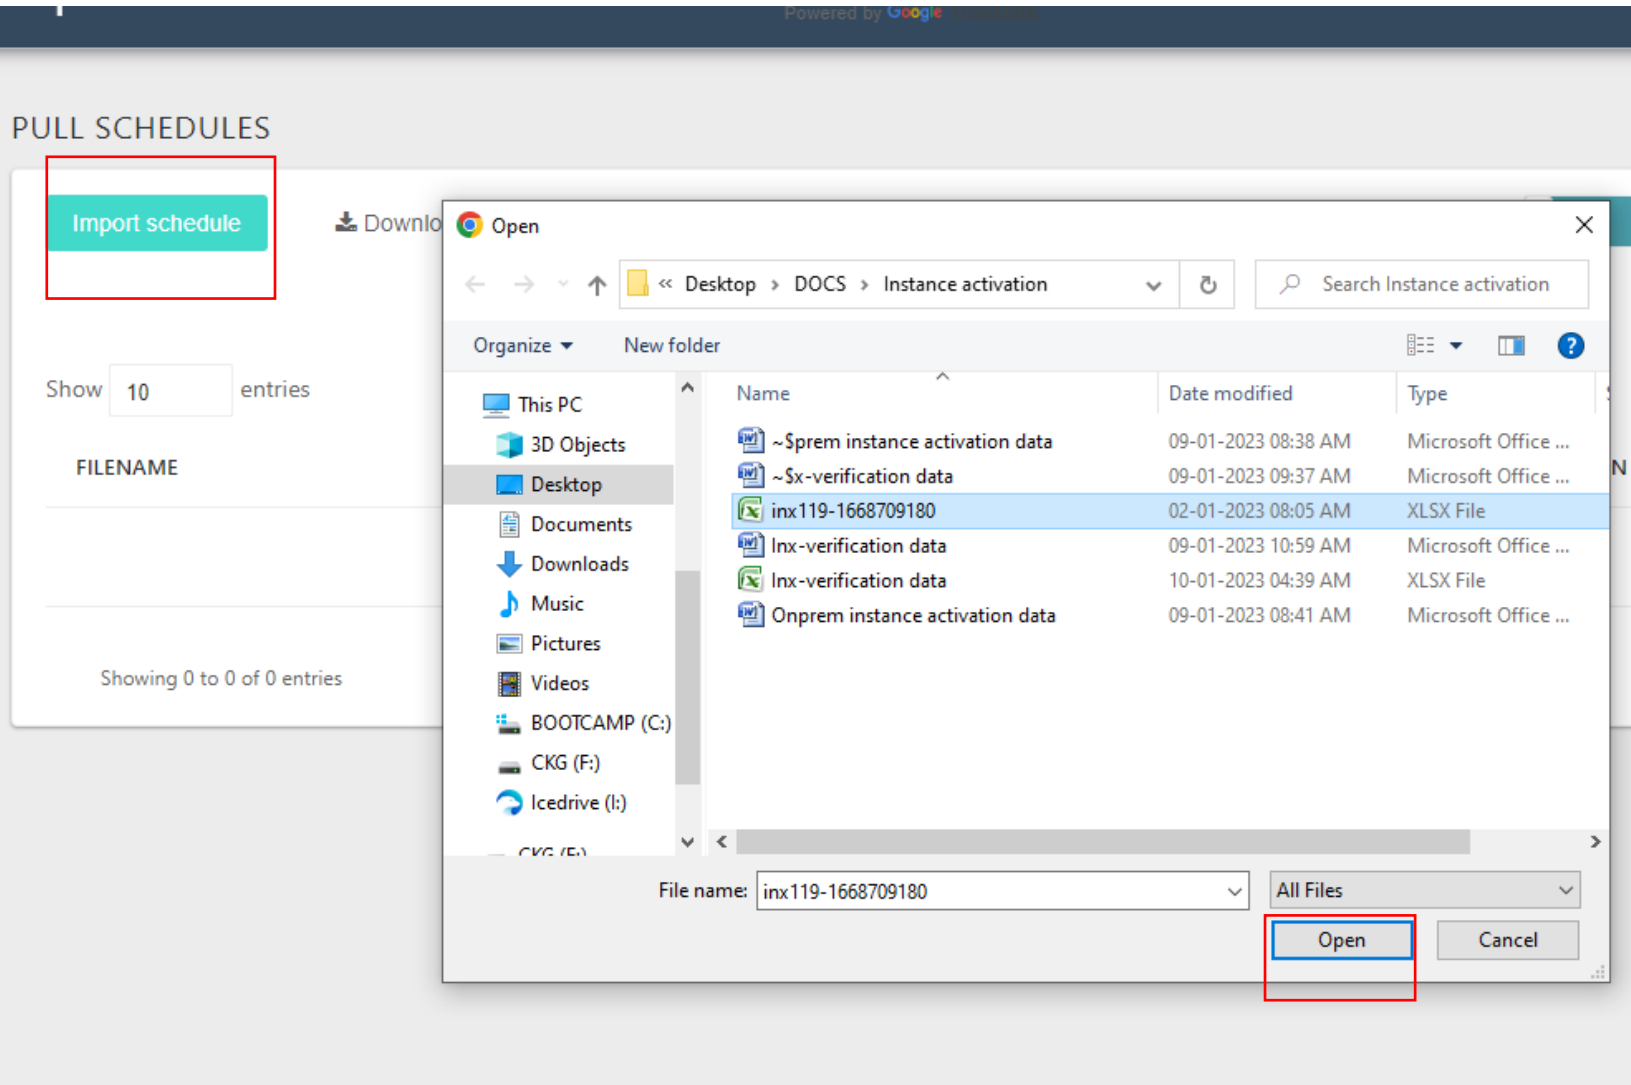 Powered by Google
PULL SCHEDULES
Import schedule
Downlo
Show 10 entries
FILENAME
Showing 0 to 0 of 0 entries
N
Open
« Desktop > DOCS > Instance activation
Search Instance activation
Organize
New folder
This PC
3D Objects
Desktop
Documents
Downloads
Music
Pictures
Videos
BOOTCAMP (C:)
CKG (F:)
Icedrive (I:)
CKG (F:)
Name Date modified Type
~$prem instance activation data 09-01-2023 08:38 AM Microsoft Office ...
~$x-verification data 09-01-2023 09:37 AM Microsoft Office ...
inx119-1668709180 02-01-2023 08:05 AM XLSX File
Inx-verification data 09-01-2023 10:59 AM Microsoft Office ...
Inx-verification data 10-01-2023 04:39 AM XLSX File
Onprem instance activation data 09-01-2023 08:41 AM Microsoft Office ...
File name: inx119-1668709180
All Files
Open
Cancel